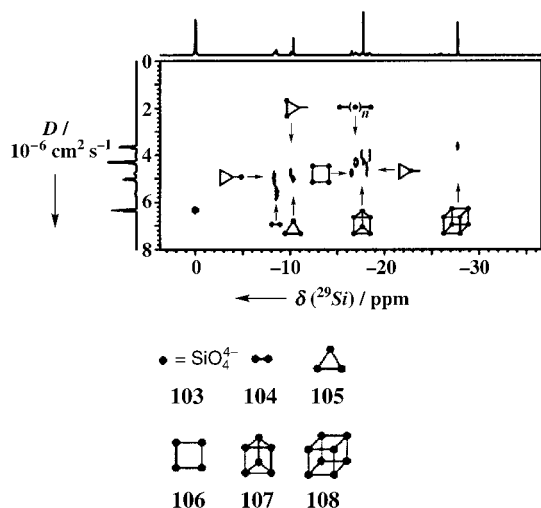 0
2
4
6
8
D /
10⁻⁶ cm² s⁻¹
n
0 −10 −20 −30
δ (²⁹Si) / ppm
= SiO₄⁴⁻
103 104 105
106 107 108